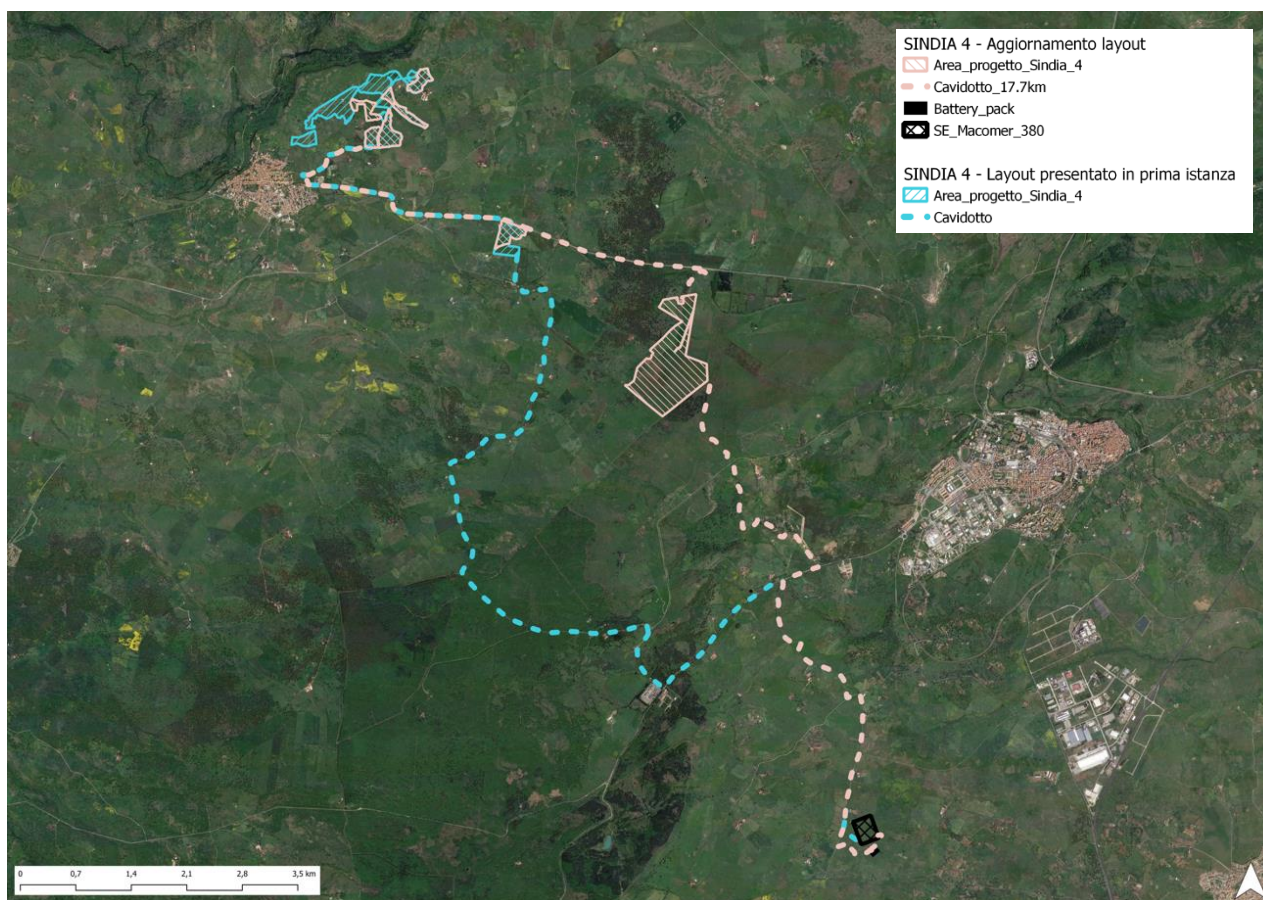 SINDIA 4 - Aggiornamento layout
Area_progetto_Sindia_4
Cavidotto_17.7km
Battery_pack
SE_Macomer_380
SINDIA 4 - Layout presentato in prima istanza
Area_progetto_Sindia_4
Cavidotto
0 0,7 1,4 2,1 2,8 3,5 km